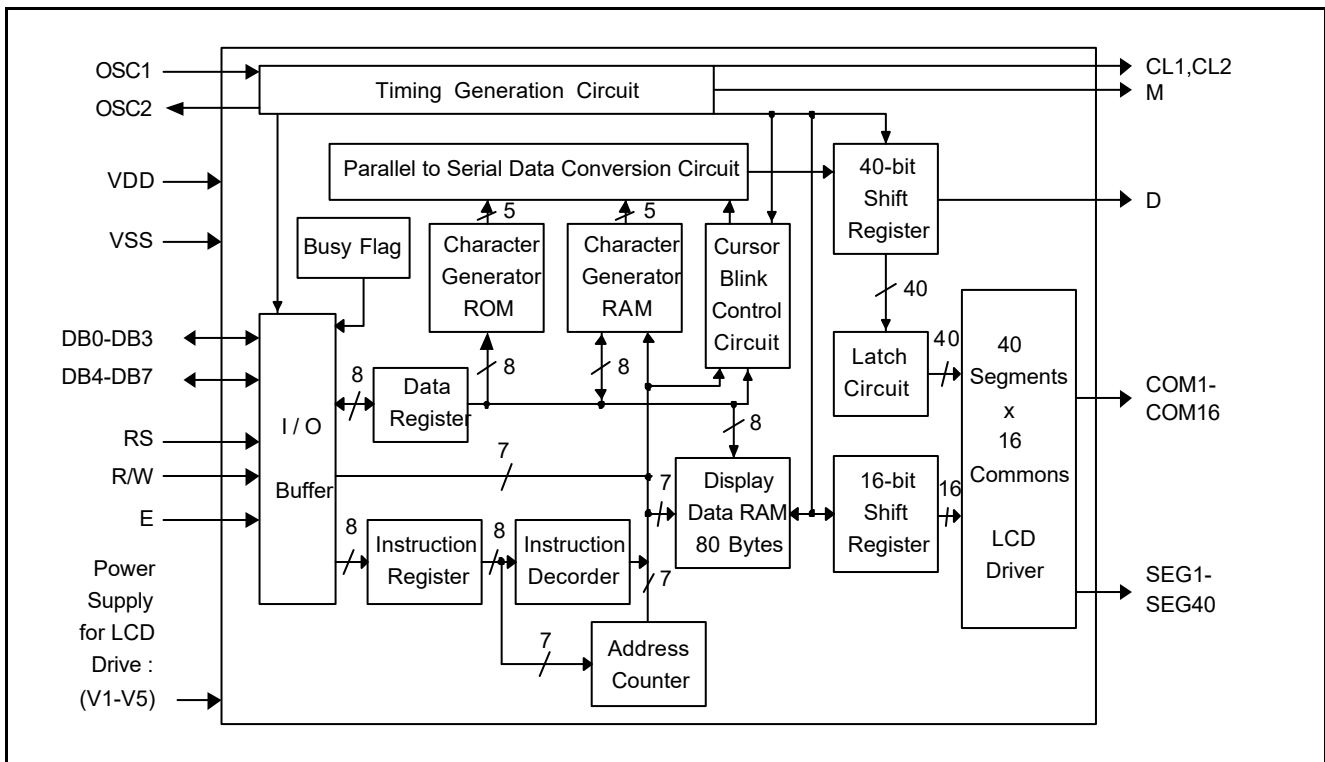 OSC1
OSC2
VDD
VSS
DB0-DB3
DB4-DB7
RS
R/W
E
Power
Supply
for LCD
Drive :
(V1-V5)
Timing Generation Circuit
Parallel to Serial Data Conversion Circuit
5
5
Busy Flag
Character
Generator
ROM
Character
Generator
RAM
Cursor
Blink
Control
Circuit
40-bit
Shift
Register
40
Latch
Circuit
40
8
8
8
Data
Register
8
I / O
Buffer
7
7
Display
Data RAM
80 Bytes
16-bit
Shift
Register
16
8
Instruction
Register
8
Instruction
Decorder
7
7
Address
Counter
40
Segments
x
16
Commons
LCD
Driver
CL1,CL2
M
D
COM1-
COM16
SEG1-
SEG40